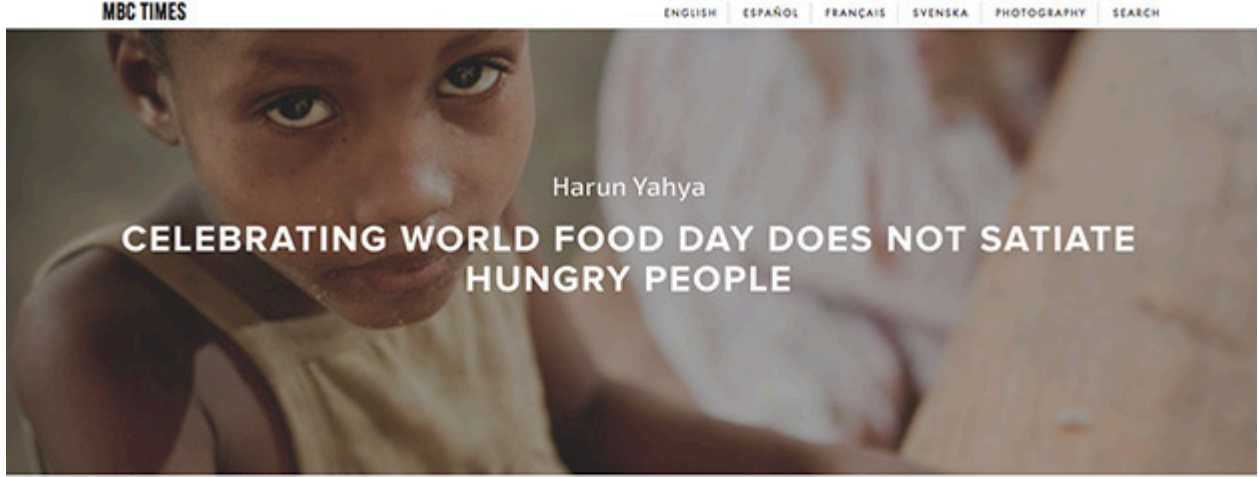 MBC TIMES
ENGLISH ESPAÑOL FRANÇAIS SVENSKA PHOTOGRAPHY SEARCH
Harun Yahya
CELEBRATING WORLD FOOD DAY DOES NOT SATIATE
HUNGRY PEOPLE